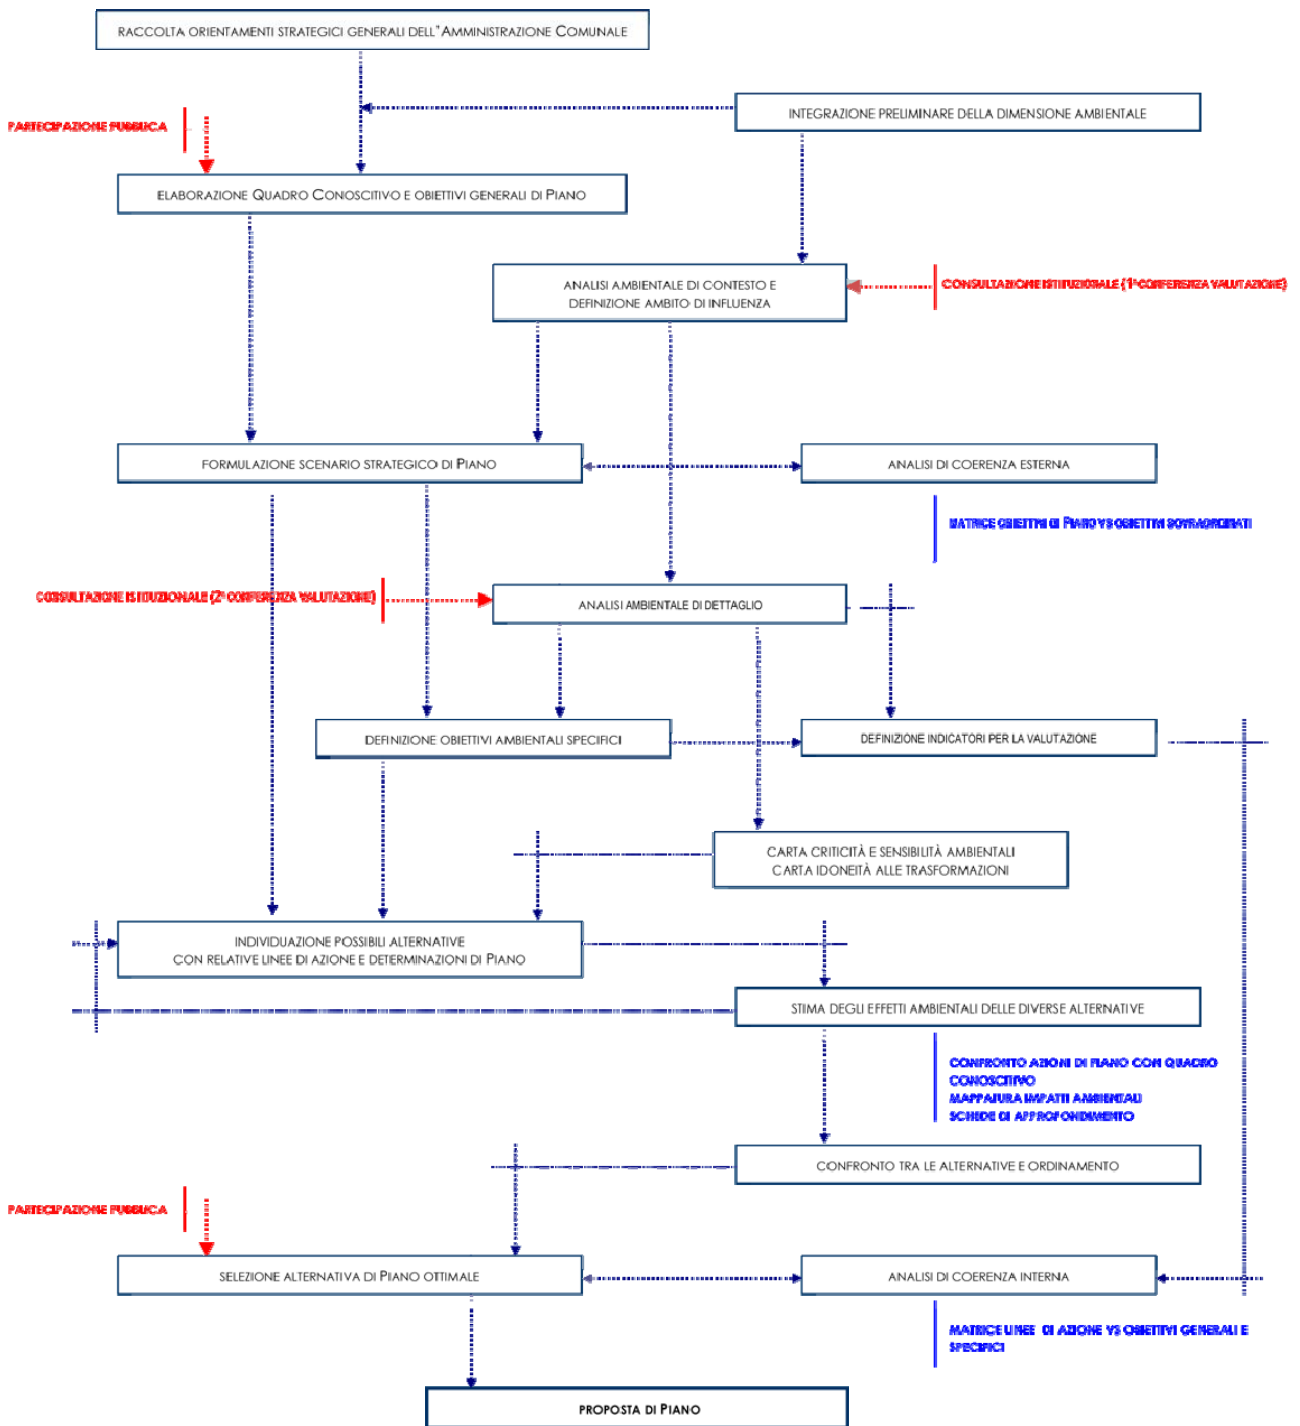 RACCOLTA ORIENTAMENTI STRATEGICI GENERALI DELL'"AMMINISTRAZIONE COMUNALE
INTEGRAZIONE PRELIMINARE DELLA DIMENSIONE AMBIENTALE
PARTECIPAZIONE PUBBLICA
ELABORAZIONE QUADRO CONOSCITIVO E OBIETTIVI GENERALI DI PIANO
ANALISI AMBIENTALE DI CONTESTO E
DEFINIZIONE AMBITO DI INFLUENZA
CONSULTAZIONE ISTITUZIONALE (1ª CONFERENZA VALUTAZIONE)
FORMULAZIONE SCENARIO STRATEGICO DI PIANO
ANALISI DI COERENZA ESTERNA
MATRICE OBIETTIVI DI PIANO VS OBIETTIVI SOVRAORDINATI
CONSULTAZIONE ISTITUZIONALE (2ª CONFERENZA VALUTAZIONE)
ANALISI AMBIENTALE DI DETTAGLIO
DEFINIZIONE OBIETTIVI AMBIENTALI SPECIFICI
DEFINIZIONE INDICATORI PER LA VALUTAZIONE
CARTA CRITICITÀ E SENSIBILITÀ AMBIENTALI
CARTA IDONEITÀ ALLE TRASFORMAZIONI
INDIVIDUAZIONE POSSIBILI ALTERNATIVE
CON RELATIVE LINEE DI AZIONE E DETERMINAZIONI DI PIANO
STIMA DEGLI EFFETTI AMBIENTALI DELLE DIVERSE ALTERNATIVE
CONFRONTO AZIONI DI PIANO CON QUADRO
CONOSCITIVO
MAPPATURA IMPATTI AMBIENTALI
SCHEDE DI APPROFONDIMENTO
CONFRONTO TRA LE ALTERNATIVE E ORDINAMENTO
PARTECIPAZIONE PUBBLICA
SELEZIONE ALTERNATIVA DI PIANO OTTIMALE
ANALISI DI COERENZA INTERNA
MATRICE LINEE DI AZIONE VS OBIETTIVI GENERALI E
SPECIFICI
PROPOSTA DI PIANO